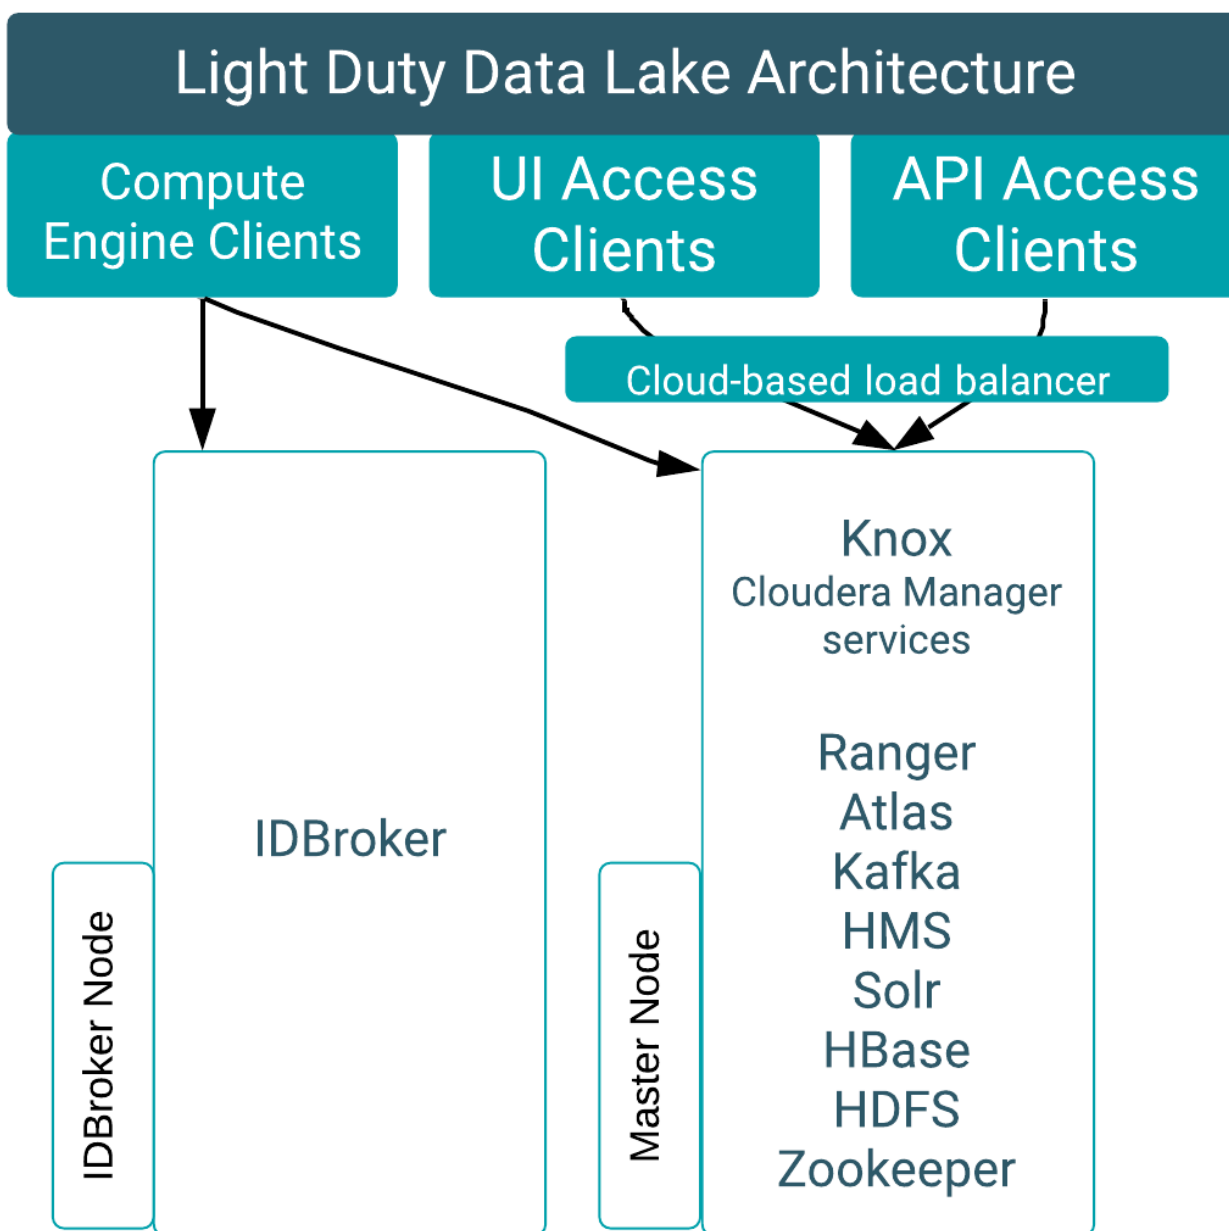 Light Duty Data Lake Architecture
Compute
Engine Clients
UI Access
Clients
API Access
Clients
Cloud-based load balancer
IDBroker
IDBroker Node
Knox
Cloudera Manager
services
Ranger
Atlas
Kafka
HMS
Solr
HBase
HDFS
Zookeeper
Master Node